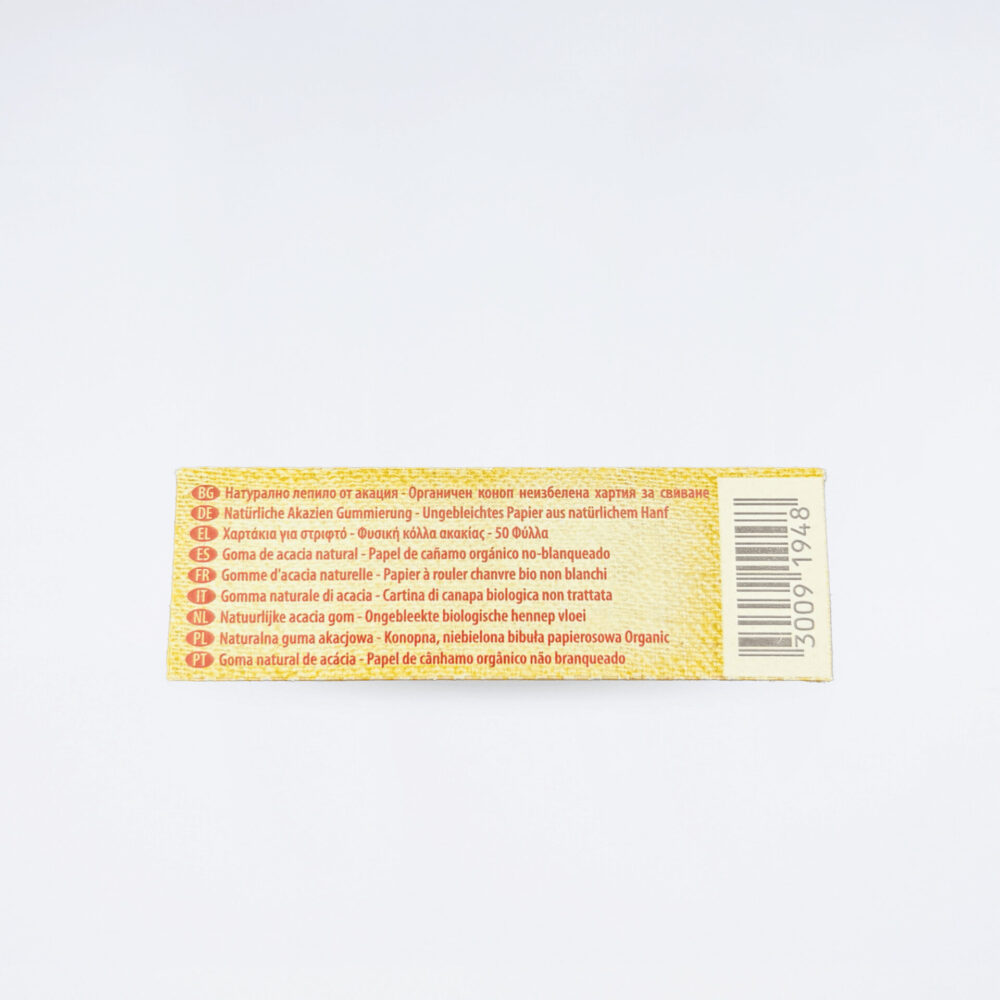 BG Натурално лепило от акация - Органичен коноп неизбелена хартия за свиване
DE Natürliche Akazien Gummierung - Ungebleichtes Papier aus natürlichem Hanf
EL Χαρτάκια για στριφτό - Φυσική κόλλα ακακίας - 50 Φύλλα
ES Goma de acacia natural - Papel de cañamo orgánico no-blanqueado
FR Gomme d'acacia naturelle - Papier à rouler chanvre bio non blanchi
IT Gomma naturale di acacia - Cartina di canapa biologica non trattata
NL Natuurlijke acacia gom - Ongebleekte biologische hennep vloei
PL Naturalna guma akacjowa - Konopna, niebielona bibuła papierosowa Organic
PT Goma natural de acácia - Papel de cânhamo orgânico não branqueado
3009 1948